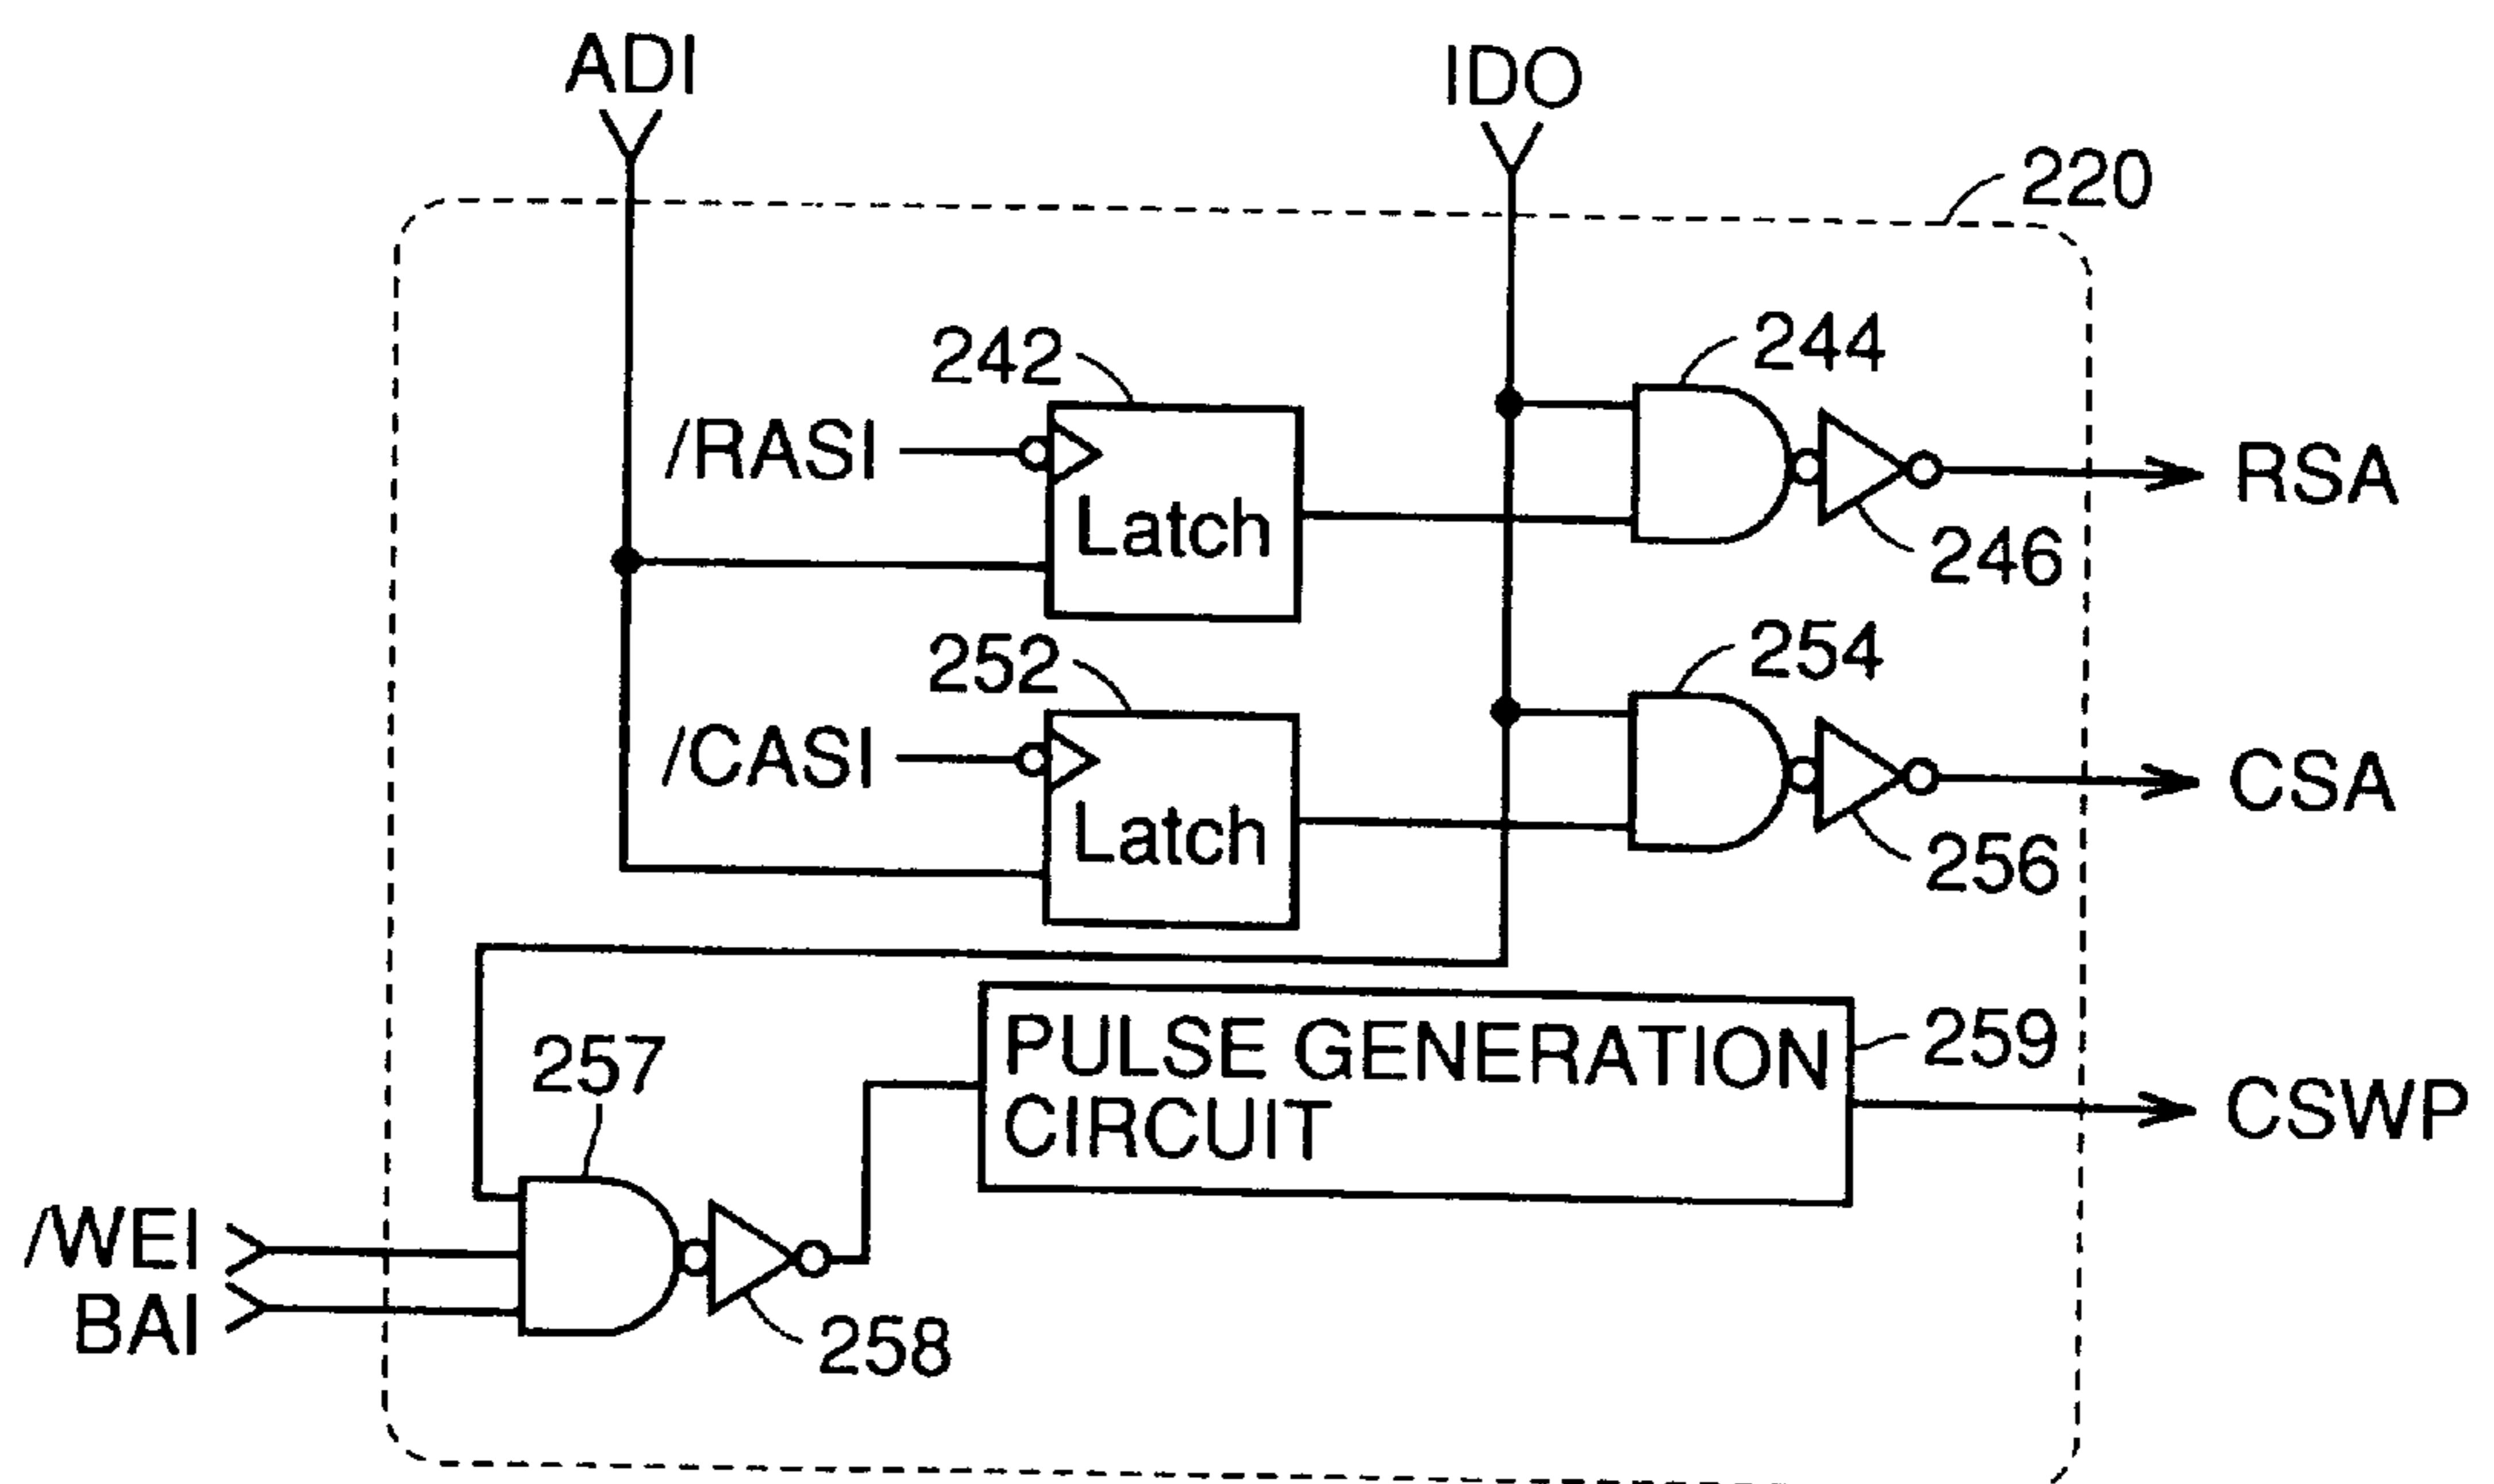 ADI
IDO
220
242
244
/RASI
Latch
RSA
246
252
254
/CASI
Latch
CSA
256
257
PULSE GENERATION
CIRCUIT
259
CSWP
/WEI
BAI
258